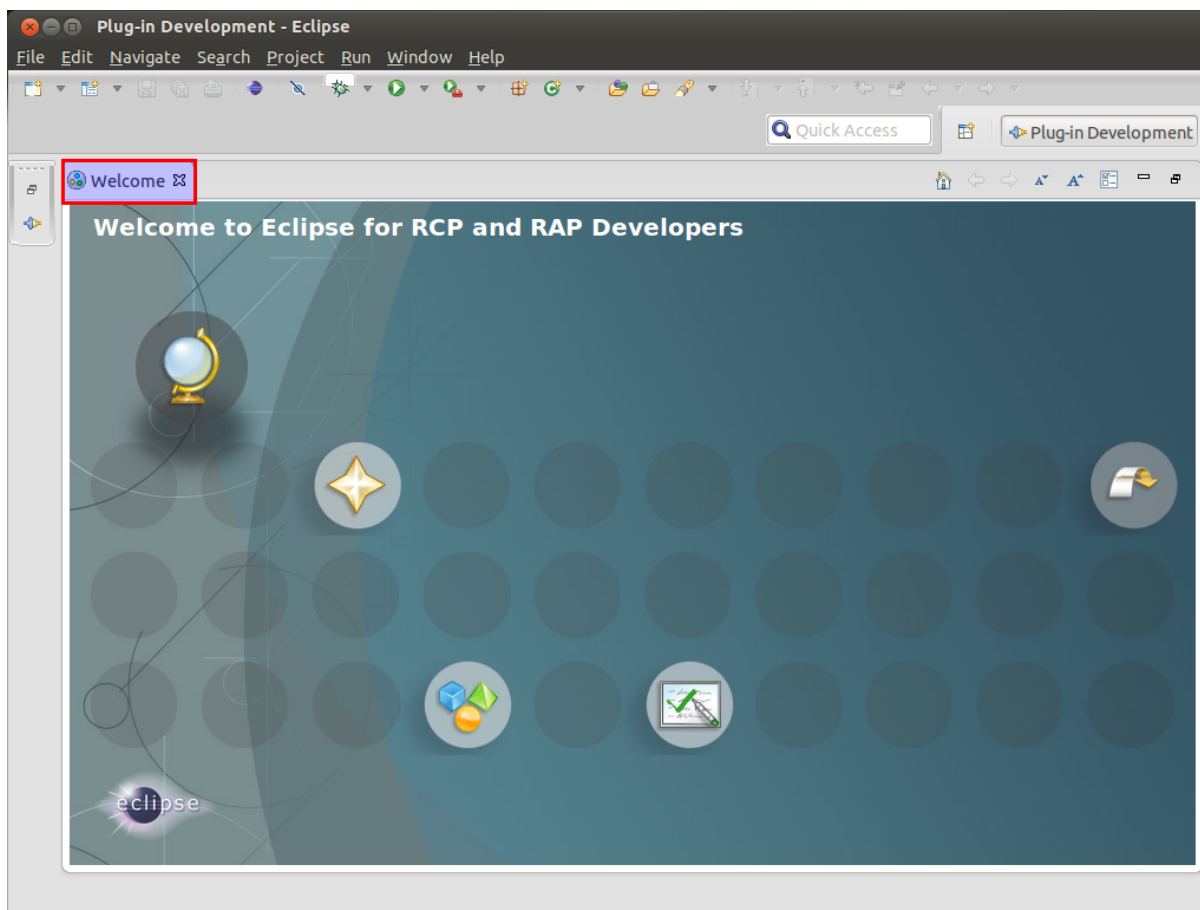 Plug-in Development - Eclipse
File Edit Navigate Search Project Run Window Help
Quick Access
Plug-in Development
Welcome
Welcome to Eclipse for RCP and RAP Developers
eclipse